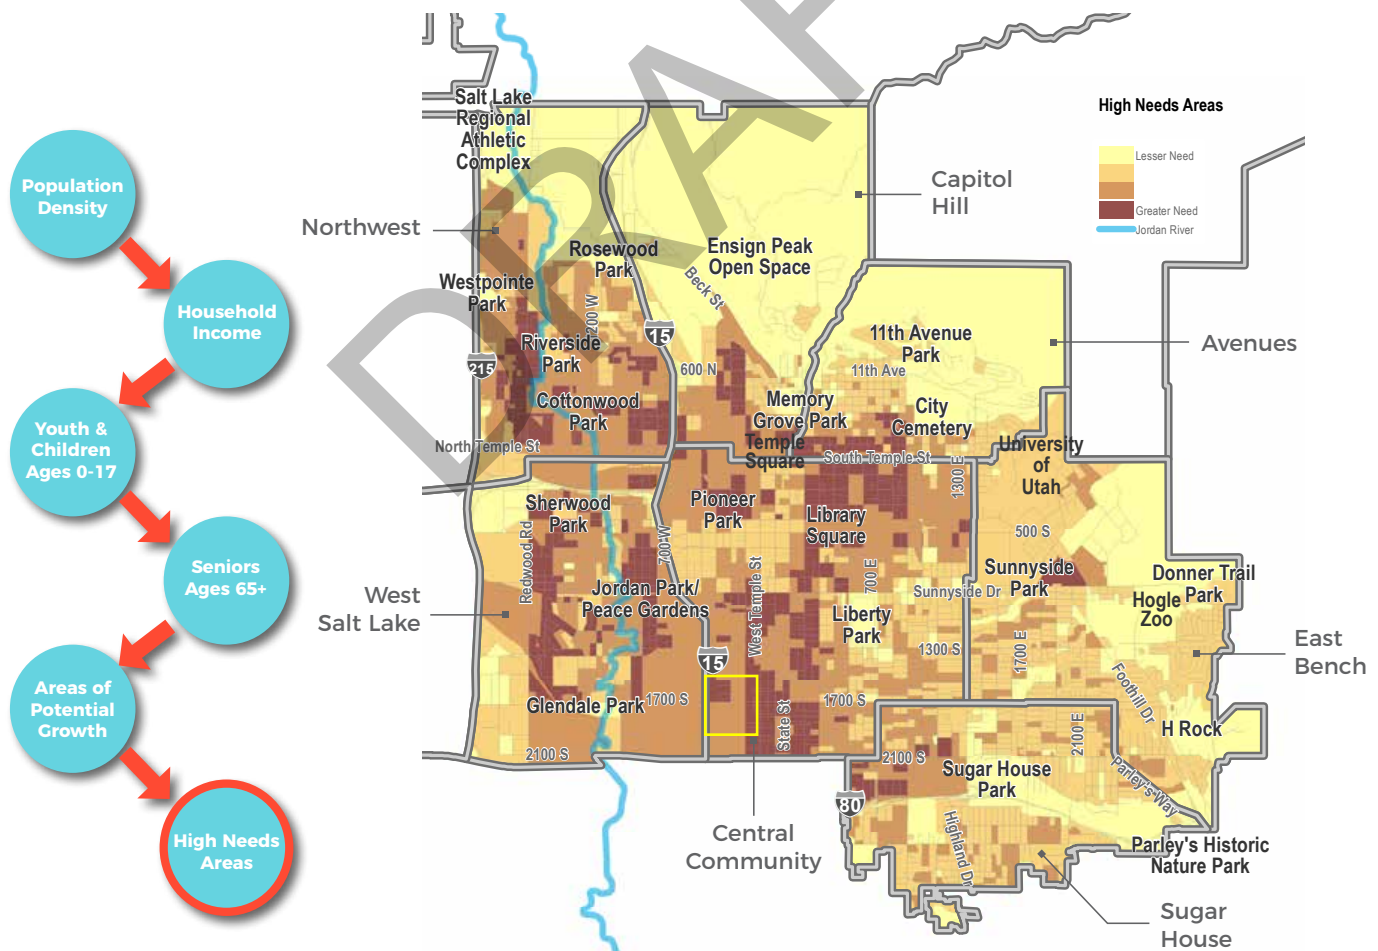 DRAF
Population
Density
Household
Income
Youth &
Children
Ages 0-17
Seniors
Ages 65+
Areas of
Potential
Growth
High Needs
Areas
High Needs Areas
Lesser Need
Greater Need
Jordan River
Salt Lake
Regional
Athletic
Complex
Northwest
Capitol
Hill
Rosewood
Park
Ensign Peak
Open Space
Westpointe
Park
Beck St
200 W
15
215
Riverside
Park
11th Avenue
Park
11th Ave
Avenues
600 N
Cottonwood
Park
Memory
Grove Park
City
Cemetery
North Temple St
Temple
Square
South Temple St
University
of
Utah
1300 E
Sherwood
Park
Pioneer
Park
Library
Square
500 S
Redwood Rd
700 W
West Temple St
700 E
Sunnyside
Park
Sunnyside Dr
Donner Trail
Park
Hogle
Zoo
West
Salt Lake
Jordan Park/
Peace Gardens
Liberty
Park
1300 S
1700 E
East
Bench
15
Foothill Dr
Glendale Park
1700 S
State St
1700 S
2100 E
H Rock
2100 S
2100 S
Sugar House
Park
Parley's Way
80
Highland Dr
Central
Community
Parley's Historic
Nature Park
Sugar
House